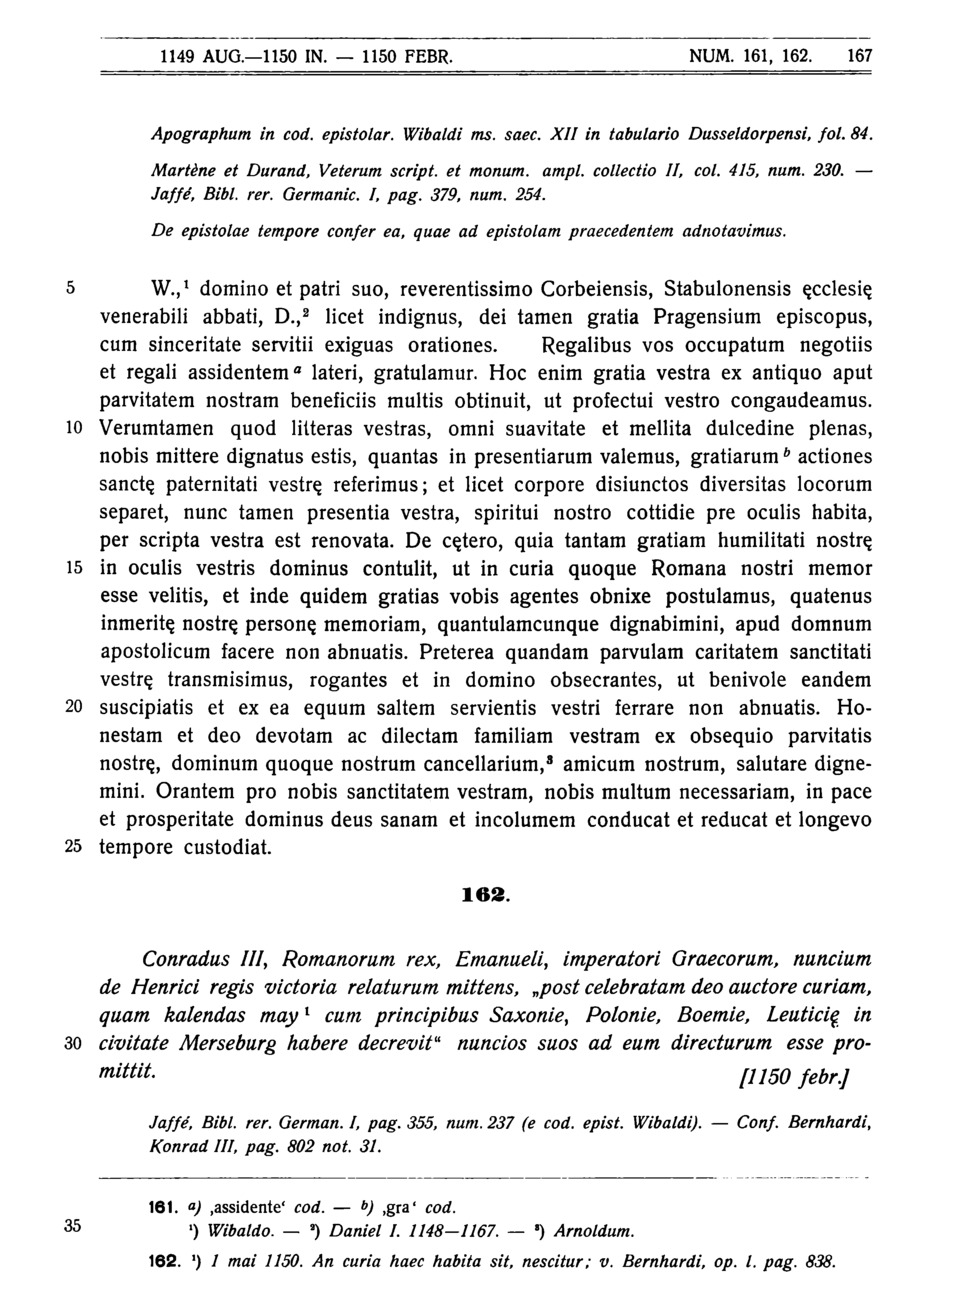 1149 AUG.—1150 IN. — 1150 FEBR. NUM. 161, 162. 167
Apographum in cod. epistolar. Wibaldi ms. saec. XII in tabulario Dusseldorpensi, fol. 84.
Martène et Durand, Veterum script. et monum. ampl. collectio II, col. 415, num. 230. —
Jaffé, Bibl. rer. Germanic. I, pag. 379, num. 254.
De epistolae tempore confer ea, quae ad epistolam praecedentem adnotavimus.
5 W.,¹ domino et patri suo, reverentissimo Corbeiensis, Stabulonensis ęcclesię
venerabili abbati, D.,² licet indignus, dei tamen gratia Pragensium episcopus,
cum sinceritate servitii exiguas orationes. Regalibus vos occupatum negotiis
et regali assidentem ᵃ lateri, gratulamur. Hoc enim gratia vestra ex antiquo aput
parvitatem nostram beneficiis multis obtinuit, ut profectui vestro congaudeamus.
10 Verumtamen quod litteras vestras, omni suavitate et mellita dulcedine plenas,
nobis mittere dignatus estis, quantas in presentiarum valemus, gratiarum ᵇ actiones
sanctę paternitati vestrę referimus; et licet corpore disiunctos diversitas locorum
separet, nunc tamen presentia vestra, spiritui nostro cottidie pre oculis habita,
per scripta vestra est renovata. De cętero, quia tantam gratiam humilitati nostrę
15 in oculis vestris dominus contulit, ut in curia quoque Romana nostri memor
esse velitis, et inde quidem gratias vobis agentes obnixe postulamus, quatenus
inmeritę nostrę personę memoriam, quantulamcunque dignabimini, apud domnum
apostolicum facere non abnuatis. Preterea quandam parvulam caritatem sanctitati
vestrę transmisimus, rogantes et in domino obsecrantes, ut benivole eandem
20 suscipiatis et ex ea equum saltem servientis vestri ferrare non abnuatis. Ho-
nestam et deo devotam ac dilectam familiam vestram ex obsequio parvitatis
nostrę, dominum quoque nostrum cancellarium,³ amicum nostrum, salutare digne-
mini. Orantem pro nobis sanctitatem vestram, nobis multum necessariam, in pace
et prosperitate dominus deus sanam et incolumem conducat et reducat et longevo
25 tempore custodiat.
162.
Conradus III, Romanorum rex, Emanueli, imperatori Graecorum, nuncium
de Henrici regis victoria relaturum mittens, „post celebratam deo auctore curiam,
quam kalendas may ¹ cum principibus Saxonie, Polonie, Boemie, Leuticię in
30 civitate Merseburg habere decrevit“ nuncios suos ad eum directurum esse pro-
mittit. [1150 febr.]
Jaffé, Bibl. rer. German. I, pag. 355, num. 237 (e cod. epist. Wibaldi). — Conf. Bernhardi,
Konrad III, pag. 802 not. 31.
161. a) ‚assidente‘ cod. — b) ‚gra‘ cod.
35 ¹) Wibaldo. — ²) Daniel I. 1148—1167. — ³) Arnoldum.
162. ¹) 1 mai 1150. An curia haec habita sit, nescitur; v. Bernhardi, op. l. pag. 838.